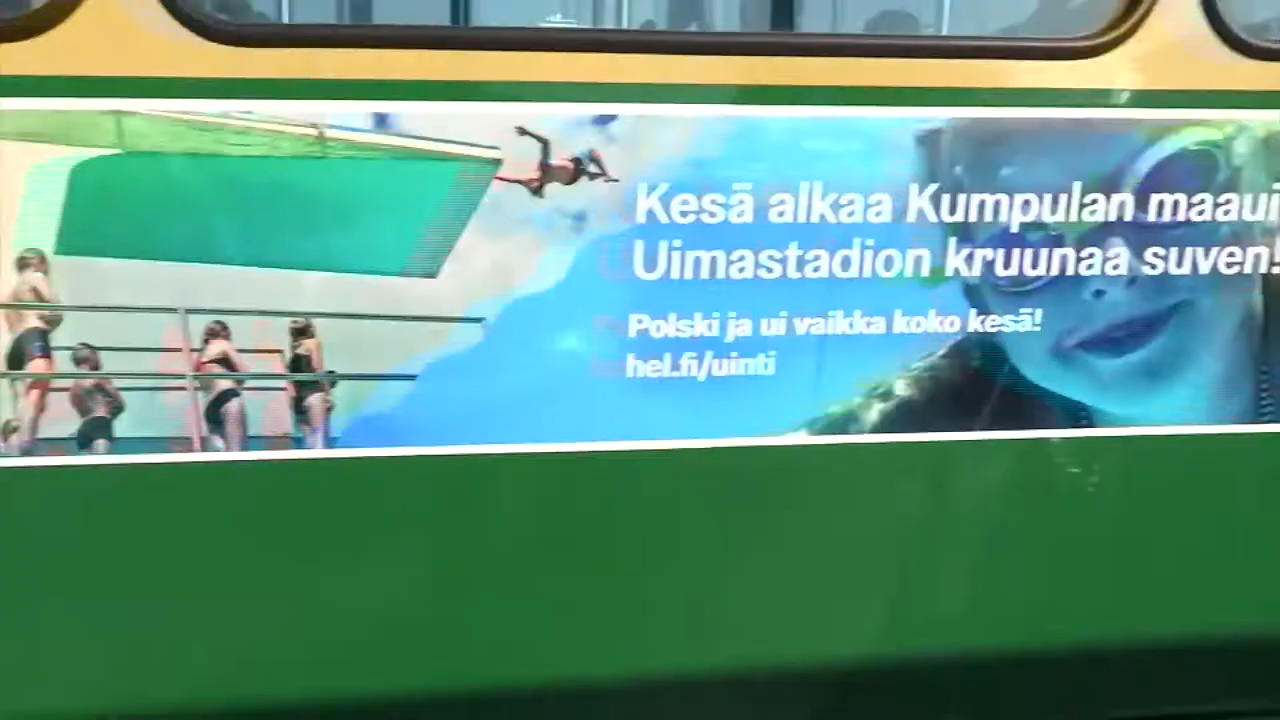 Kesä alkaa Kumpulan maaui
Uimastadion kruunaa suven!
Polski ja ui vaikka koko kesä!
hel.fi/uinti